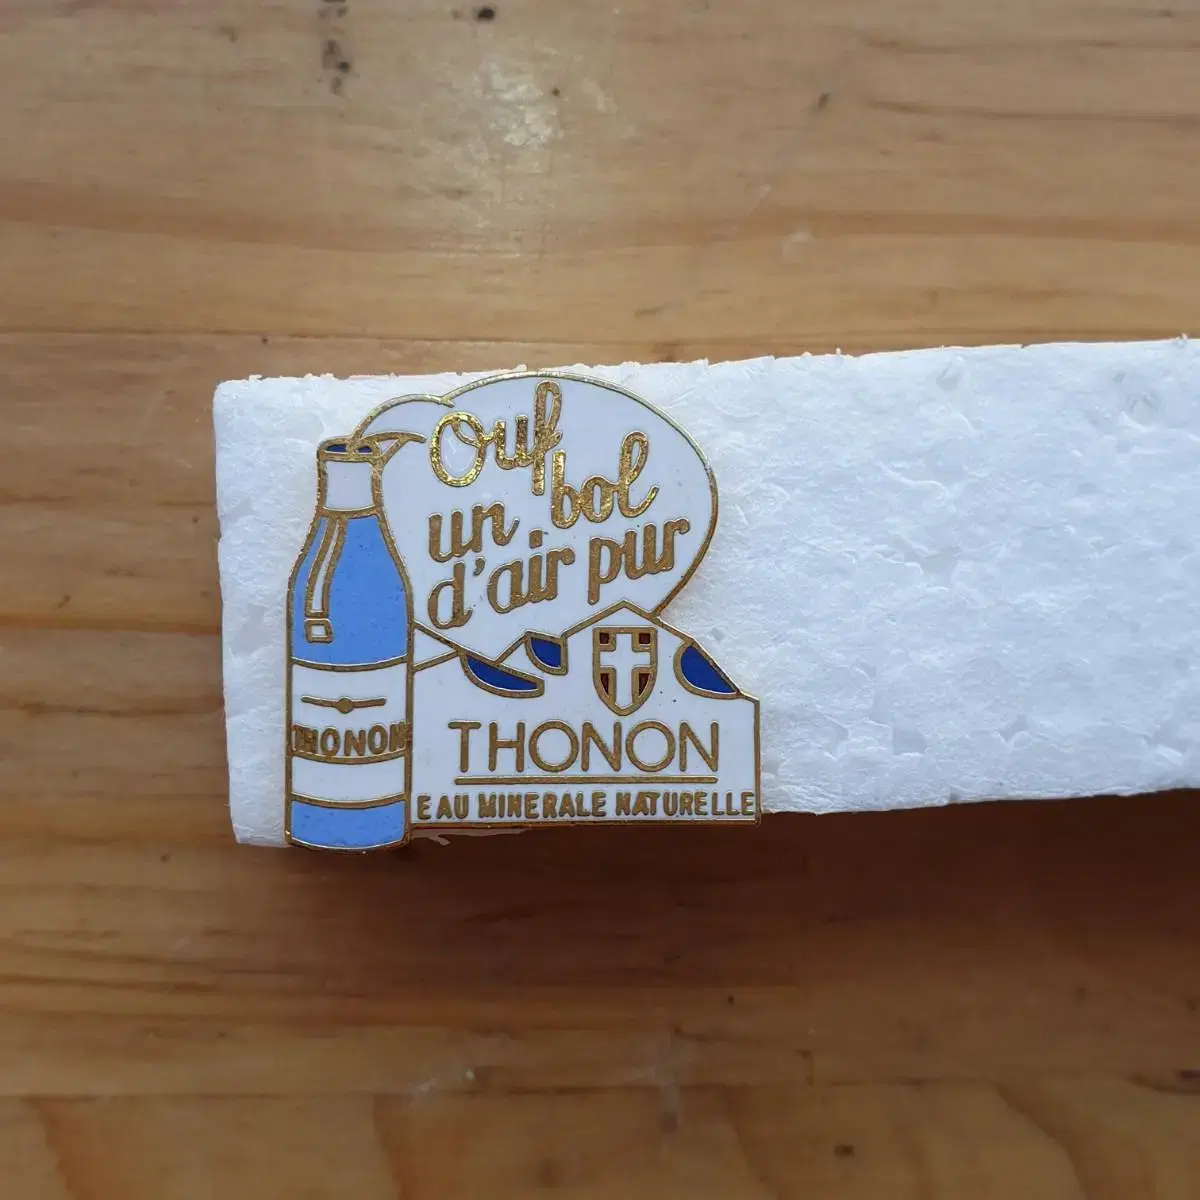 Ouf
un bol
d'air pur
THONON
THONON
EAU MINERALE NATURELLE